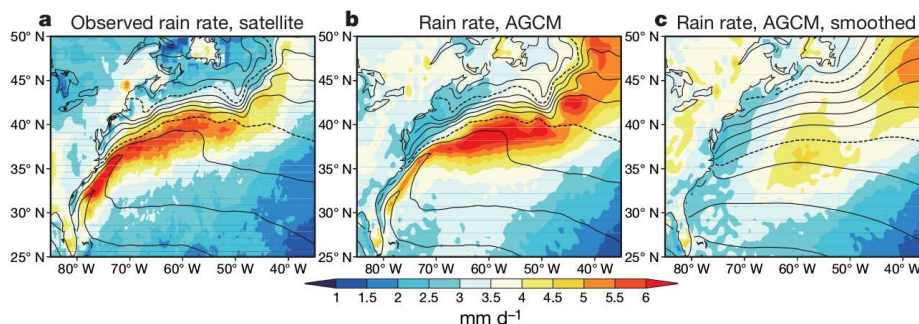 a Observed rain rate, satellite
b Rain rate, AGCM
c Rain rate, AGCM, smoothed
50° N
45° N
40° N
35° N
30° N
25° N
80° W 70° W 60° W 50° W 40° W
50° N
45° N
40° N
35° N
30° N
25° N
80° W 70° W 60° W 50° W 40° W
50° N
45° N
40° N
35° N
30° N
25° N
80° W 70° W 60° W 50° W 40° W
1 1.5 2 2.5 3 3.5 4 4.5 5 5.5 6
mm d⁻¹